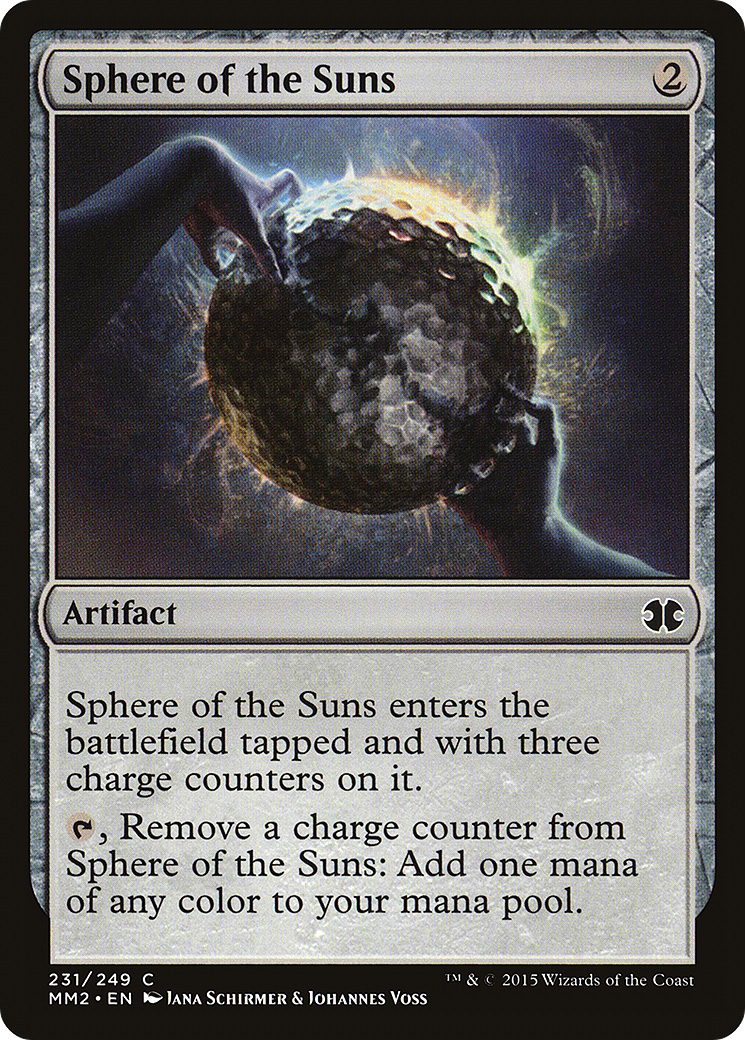 Sphere of the Suns
2
Artifact
Sphere of the Suns enters the
battlefield tapped and with three
charge counters on it.
, Remove a charge counter from
Sphere of the Suns: Add one mana
of any color to your mana pool.
231/249 C
MM2 • EN Jana Schirmer & Johannes Voss
™ & © 2015 Wizards of the Coast